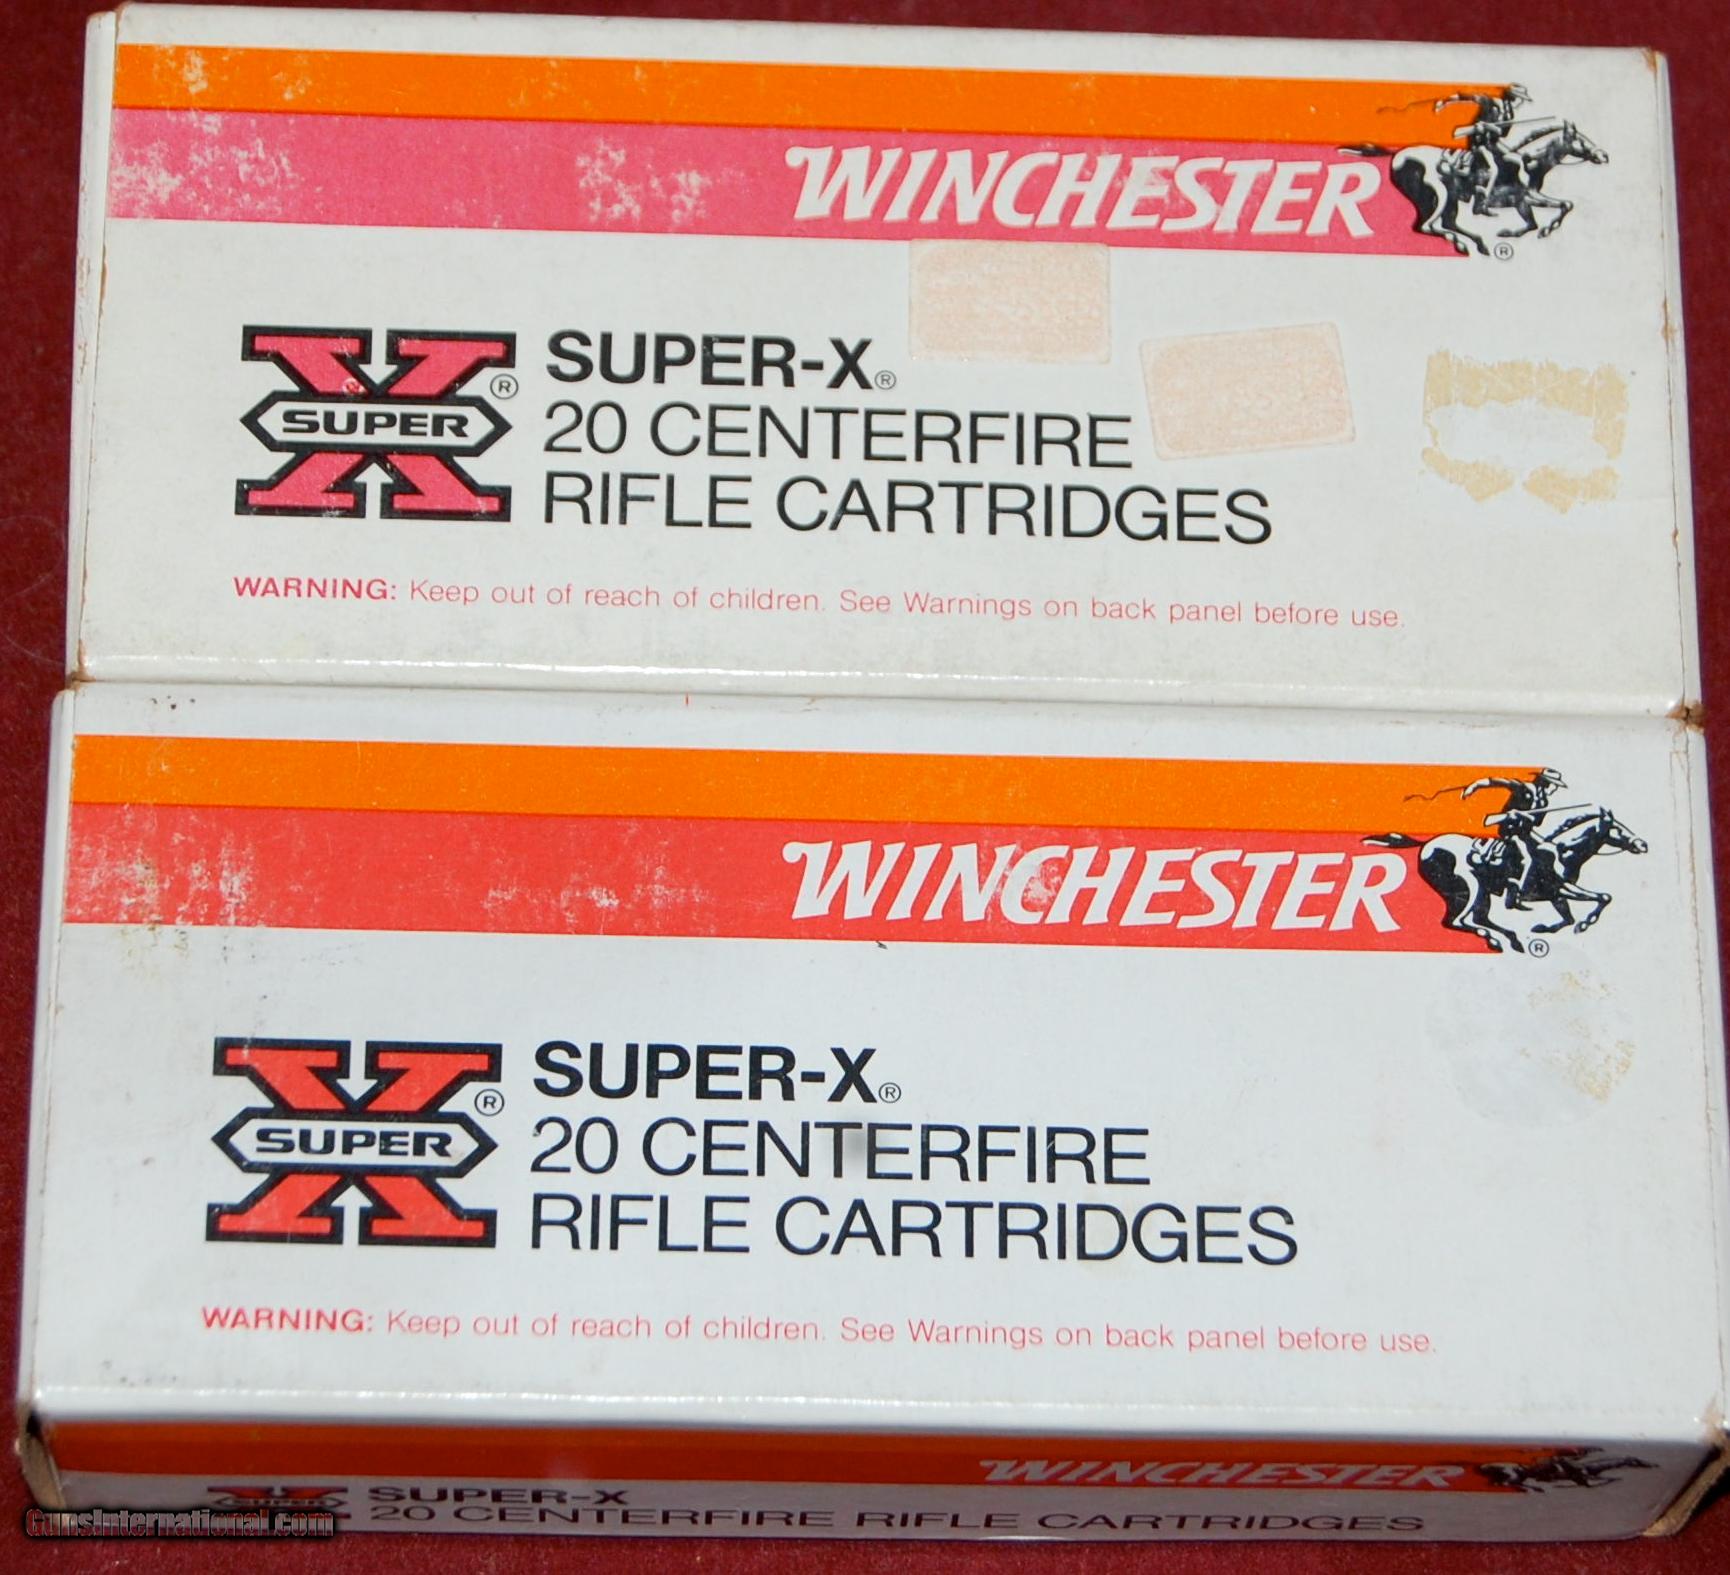 WINCHESTER
®
SUPER
X
®
SUPER-X®
20 CENTERFIRE
RIFLE CARTRIDGES
WARNING: Keep out of reach of children. See Warnings on back panel before use.
WINCHESTER
®
SUPER
X
®
SUPER-X®
20 CENTERFIRE
RIFLE CARTRIDGES
WARNING: Keep out of reach of children. See Warnings on back panel before use.
WINCHESTER
SUPER
SUPER-X
20 CENTERFIRE RIFLE CARTRIDGES
GunsInternational.com